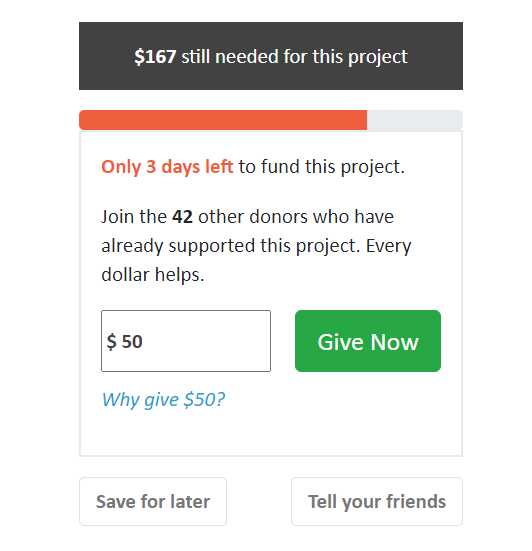 $167 still needed for this project
Only 3 days left to fund this project.
Join the 42 other donors who have
already supported this project. Every
dollar helps.
$ 50
Give Now
Why give $50?
Save for later
Tell your friends